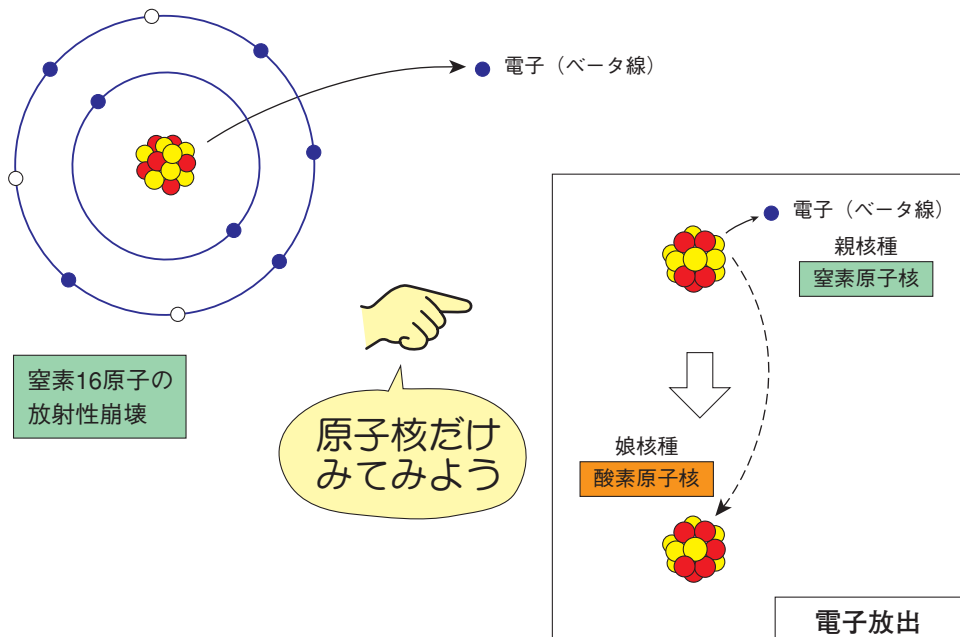 電子（ベータ線）
窒素16原子の
放射性崩壊
原子核だけ
みてみよう
電子（ベータ線）
親核種
窒素原子核
娘核種
酸素原子核
電子放出